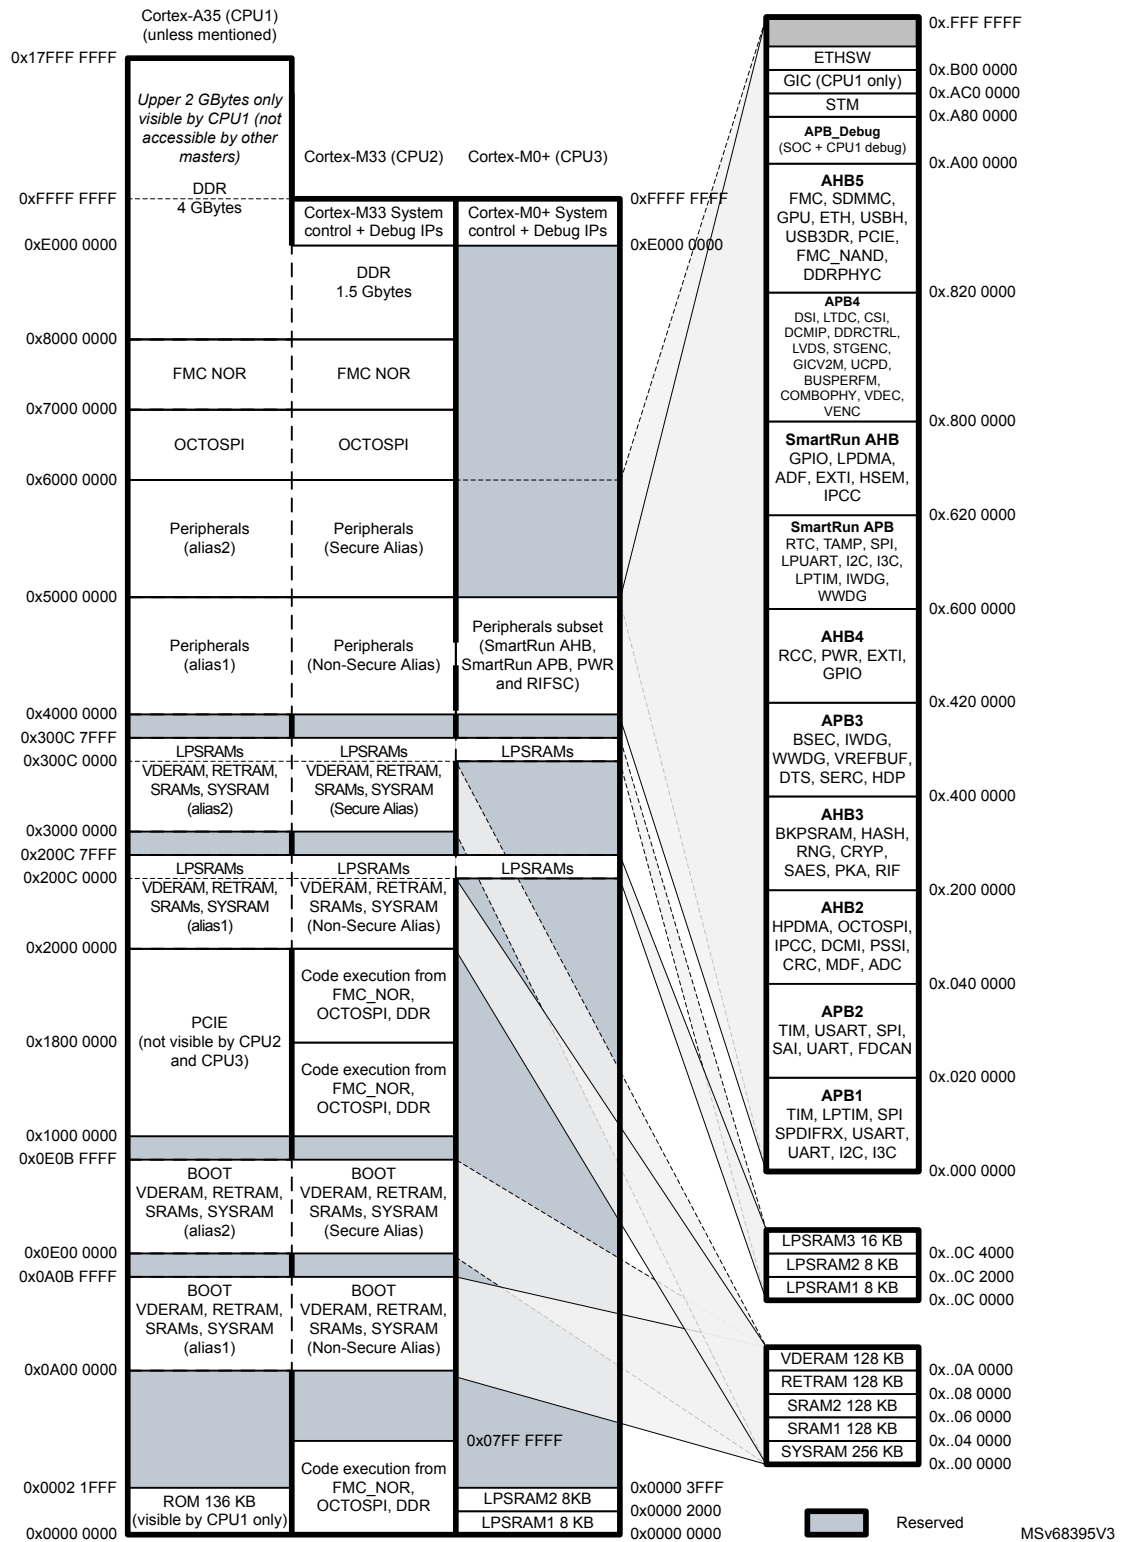 Cortex-A35 (CPU1)
(unless mentioned)
0x17FFF FFFF
Upper 2 GBytes only
visible by CPU1 (not
accessible by other
masters)
DDR
4 GBytes
0xFFFF FFFF
0xE000 0000
0x8000 0000
FMC NOR
0x7000 0000
OCTOSPI
0x6000 0000
Peripherals
(alias2)
0x5000 0000
Peripherals
(alias1)
0x4000 0000
0x300C 7FFF
LPSRAMs
0x300C 0000
VDERAM, RETRAM,
SRAMs, SYSRAM
(alias2)
0x3000 0000
0x200C 7FFF
LPSRAMs
0x200C 0000
VDERAM, RETRAM,
SRAMs, SYSRAM
(alias1)
0x2000 0000
PCIE
(not visible by CPU2
and CPU3)
0x1800 0000
0x1000 0000
0x0E0B FFFF
BOOT
VDERAM, RETRAM,
SRAMs, SYSRAM
(alias2)
0x0E00 0000
0x0A0B FFFF
BOOT
VDERAM, RETRAM,
SRAMs, SYSRAM
(alias1)
0x0A00 0000
0x0002 1FFF
ROM 136 KB
(visible by CPU1 only)
0x0000 0000
Cortex-M33 (CPU2)
Cortex-M33 System
control + Debug IPs
DDR
1.5 Gbytes
FMC NOR
OCTOSPI
Peripherals
(Secure Alias)
Peripherals
(Non-Secure Alias)
LPSRAMs
VDERAM, RETRAM,
SRAMs, SYSRAM
(Secure Alias)
LPSRAMs
VDERAM, RETRAM,
SRAMs, SYSRAM
(Non-Secure Alias)
Code execution from
FMC_NOR,
OCTOSPI, DDR
Code execution from
FMC_NOR,
OCTOSPI, DDR
BOOT
VDERAM, RETRAM,
SRAMs, SYSRAM
(Secure Alias)
BOOT
VDERAM, RETRAM,
SRAMs, SYSRAM
(Non-Secure Alias)
0x07FF FFFF
Code execution from
FMC_NOR,
OCTOSPI, DDR
Cortex-M0+ (CPU3)
0xFFFF FFFF
Cortex-M0+ System
control + Debug IPs
0xE000 0000
Peripherals subset
(SmartRun AHB,
SmartRun APB, PWR
and RIFSC)
LPSRAMs
LPSRAMs
0x0000 3FFF
LPSRAM2 8KB
0x0000 2000
LPSRAM1 8 KB
0x0000 0000
0x.FFF FFFF
ETHSW
0x.B00 0000
GIC (CPU1 only)
0x.AC0 0000
STM
0x.A80 0000
APB_Debug
(SOC + CPU1 debug)
0x.A00 0000
AHB5
FMC, SDMMC,
GPU, ETH, USBH,
USB3DR, PCIE,
FMC_NAND,
DDRPHYC
0x.820 0000
APB4
DSI, LTDC, CSI,
DCMIP, DDRCTRL,
LVDS, STGENC,
GICV2M, UCPD,
BUSPERFM,
COMBOPHY, VDEC,
VENC
0x.800 0000
SmartRun AHB
GPIO, LPDMA,
ADF, EXTI, HSEM,
IPCC
0x.620 0000
SmartRun APB
RTC, TAMP, SPI,
LPUART, I2C, I3C,
LPTIM, IWDG,
WWDG
0x.600 0000
AHB4
RCC, PWR, EXTI,
GPIO
0x.420 0000
APB3
BSEC, IWDG,
WWDG, VREFBUF,
DTS, SERC, HDP
0x.400 0000
AHB3
BKPSRAM, HASH,
RNG, CRYP,
SAES, PKA, RIF
0x.200 0000
AHB2
HPDMA, OCTOSPI,
IPCC, DCMI, PSSI,
CRC, MDF, ADC
0x.040 0000
APB2
TIM, USART, SPI,
SAI, UART, FDCAN
0x.020 0000
APB1
TIM, LPTIM, SPI
SPDIFRX, USART,
UART, I2C, I3C
0x.000 0000
LPSRAM3 16 KB
0x..0C 4000
LPSRAM2 8 KB
0x..0C 2000
LPSRAM1 8 KB
0x..0C 0000
VDERAM 128 KB
0x..0A 0000
RETRAM 128 KB
0x..08 0000
SRAM2 128 KB
0x..06 0000
SRAM1 128 KB
0x..04 0000
SYSRAM 256 KB
0x..00 0000
Reserved
MSv68395V3